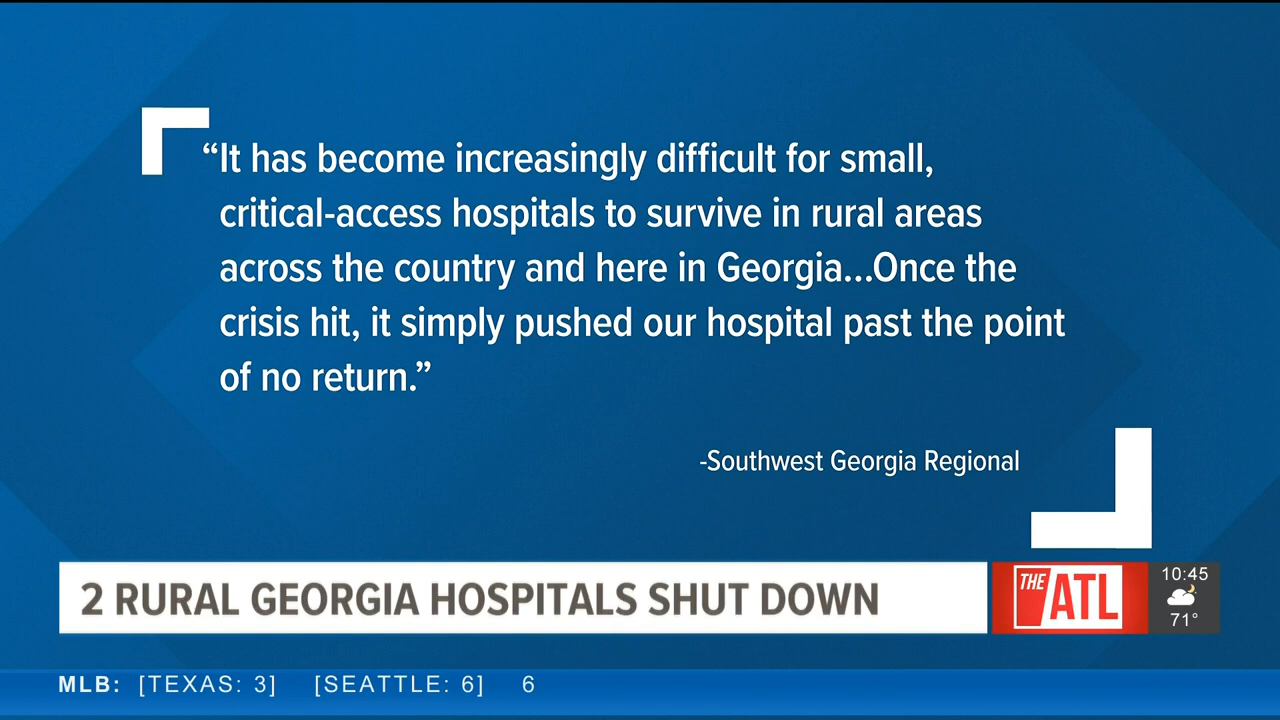 “It has become increasingly difficult for small,
critical-access hospitals to survive in rural areas
across the country and here in Georgia...Once the
crisis hit, it simply pushed our hospital past the point
of no return.”
-Southwest Georgia Regional
2 RURAL GEORGIA HOSPITALS SHUT DOWN
THE ATL
10:45
71°
MLB: [TEXAS: 3] [SEATTLE: 6] 6